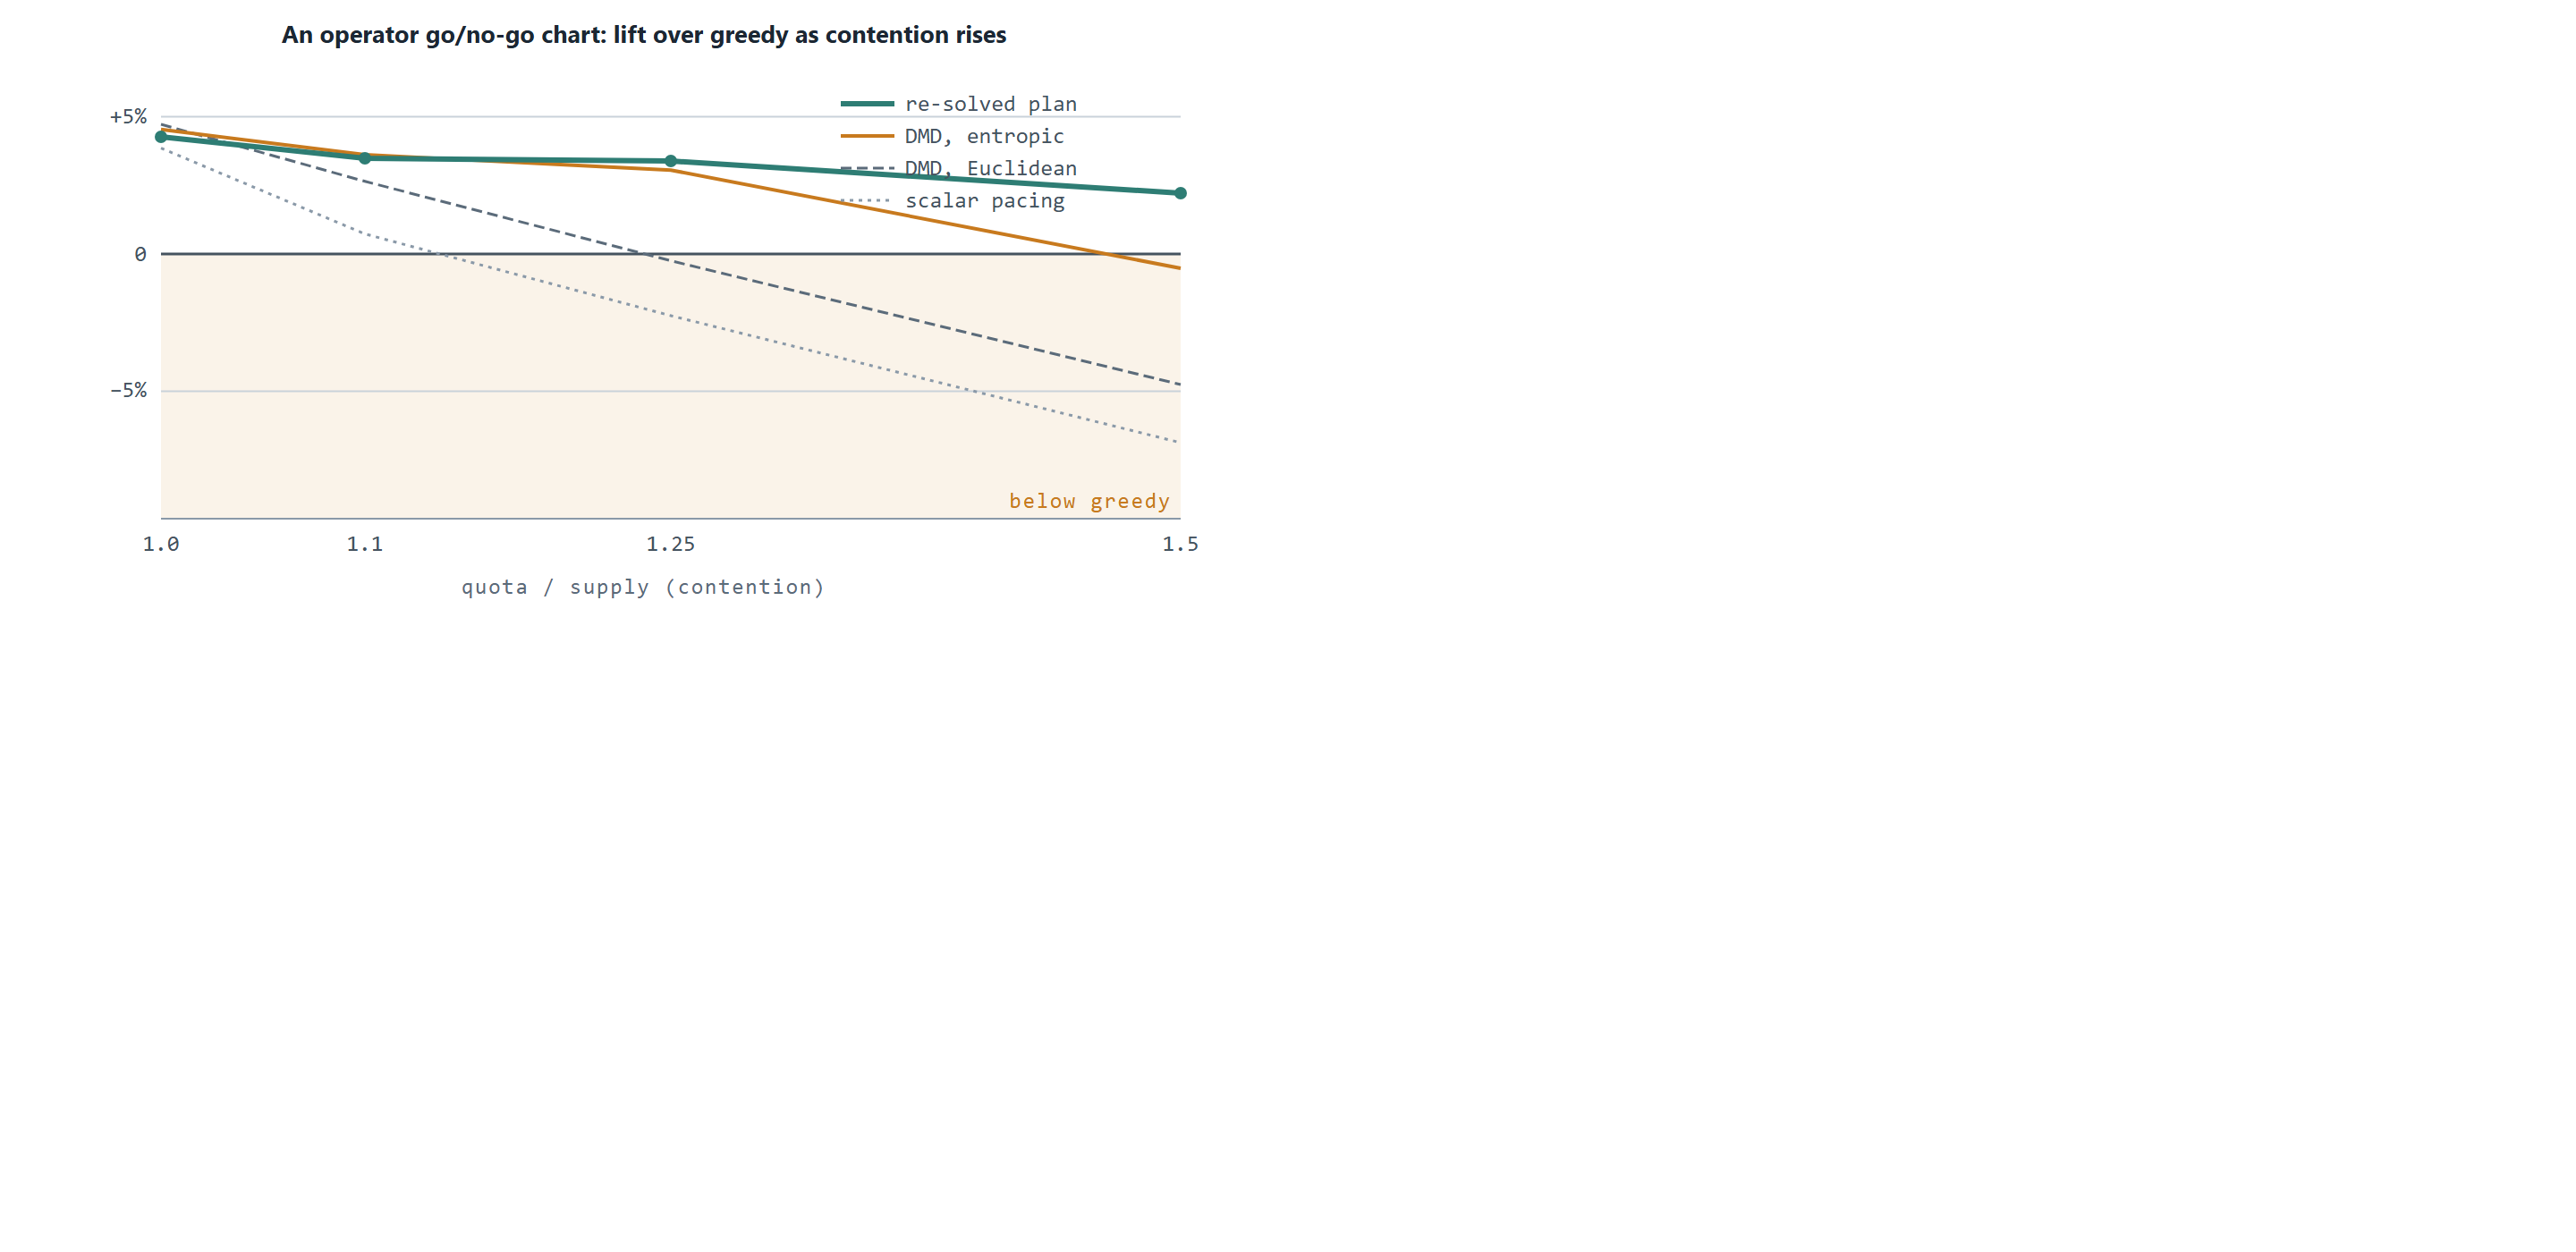 An operator go/no-go chart: lift over greedy as contention rises
re-solved plan
DMD, entropic
DMD, Euclidean
scalar pacing
+5%
0
−5%
below greedy
1.0 1.1 1.25 1.5
quota / supply (contention)